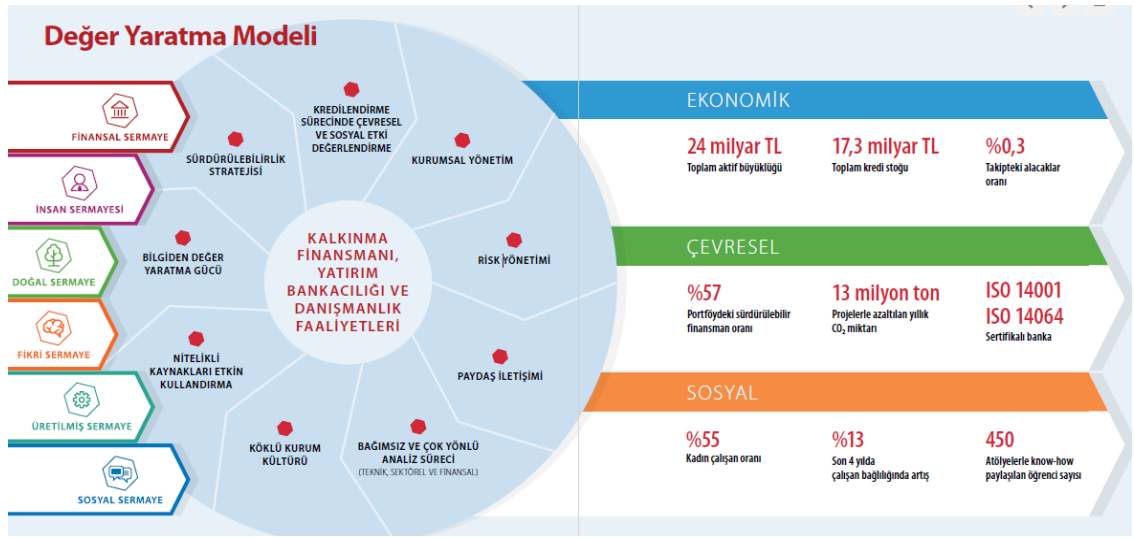 Değer Yaratma Modeli
FİNANSAL SERMAYE
İNSAN SERMAYESİ
DOĞAL SERMAYE
FİKRİ SERMAYE
ÜRETİLMİŞ SERMAYE
SOSYAL SERMAYE
KREDİLENDİRME
SÜRECİNDE ÇEVRESEL
VE SOSYAL ETKİ
DEĞERLENDİRME
SÜRDÜRÜLEBİLİRLİK
STRATEJİSİ
KURUMSAL YÖNETİM
BİLGİDEN DEĞER
YARATMA GÜCÜ
RİSK YÖNETİMİ
KALKINMA
FİNANSMANI,
YATIRIM
BANKACILIĞI VE
DANIŞMANLIK
FAALİYETLERİ
NİTELİKLİ
KAYNAKLARI ETKİN
KULLANDIRMA
PAYDAŞ İLETİŞİMİ
KÖKLÜ KURUM
KÜLTÜRÜ
BAĞIMSIZ VE ÇOK YÖNLÜ
ANALİZ SÜRECİ
(TEKNİK, SEKTÖREL VE FİNANSAL)
EKONOMİK
24 milyar TL
Toplam aktif büyüklüğü
17,3 milyar TL
Toplam kredi stoğu
%0,3
Takipteki alacaklar
oranı
ÇEVRESEL
%57
Portföydeki sürdürülebilir
finansman oranı
13 milyon ton
Projelerle azaltılan yıllık
CO₂ miktarı
ISO 14001
ISO 14064
Sertifikalı banka
SOSYAL
%55
Kadın çalışan oranı
%13
Son 4 yılda
çalışan bağlılığında artış
450
Atölyelerle know-how
paylaşılan öğrenci sayısı